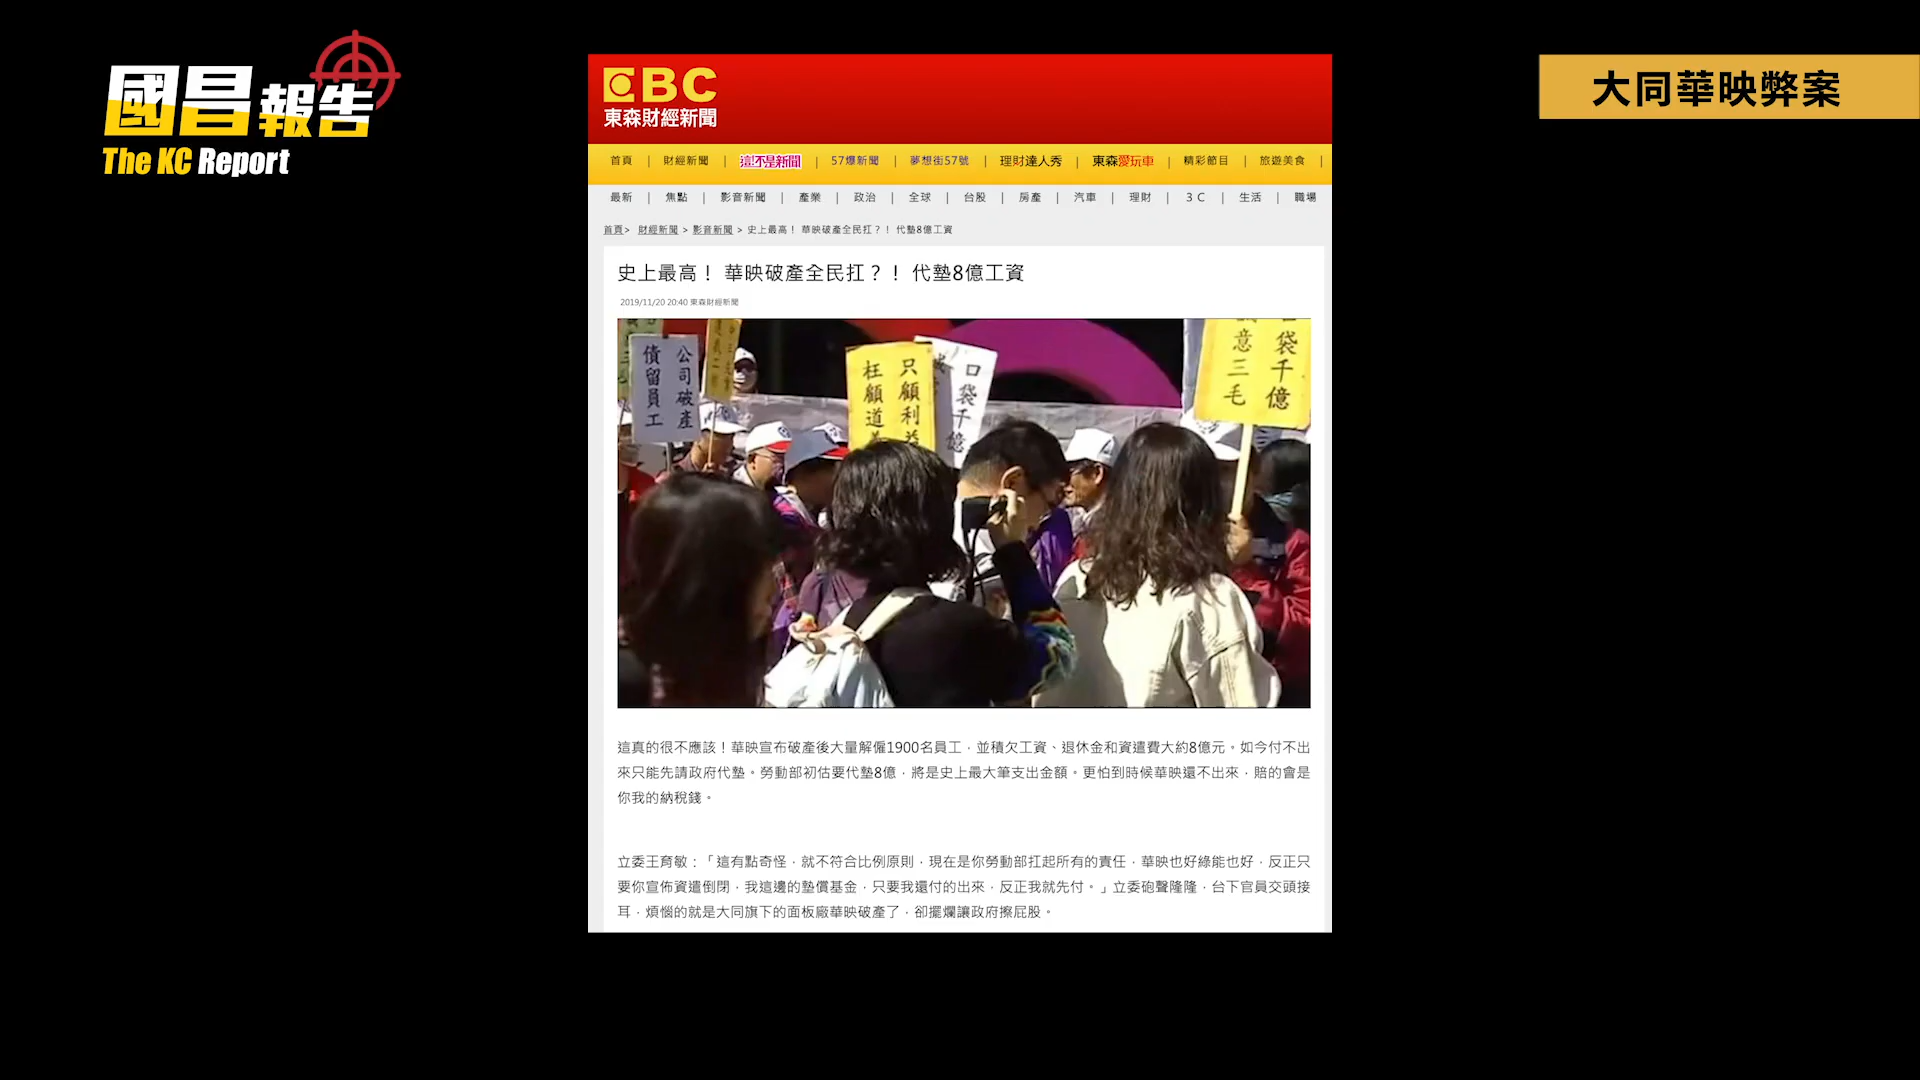 國昌報告
The KC Report
大同華映弊案
EBC
東森財經新聞
首頁 | 財經新聞 | 這!不是新聞 | 57爆新聞 | 夢想街57號 | 理財達人秀 | 東森愛玩車 | 精彩節目 | 旅遊美食 |
最新 | 焦點 | 影音新聞 | 產業 | 政治 | 全球 | 台股 | 房產 | 汽車 | 理財 | 3C | 生活 | 職場
首頁> 財經新聞 > 影音新聞 > 史上最高! 華映破產全民扛?! 代墊8億工資
史上最高! 華映破產全民扛?! 代墊8億工資
2019/11/20 20:40 東森財經新聞
公司破產
債留員工
只顧利益
枉顧道義
口袋千億
口袋千億
意三毛
這真的很不應該!華映宣布破產後大量解僱1900名員工,並積欠工資、退休金和資遣費大約8億元。如今付不出
來只能先請政府代墊。勞動部初估要代墊8億,將是史上最大筆支出金額。更怕到時候華映還不出來,賠的會是
你我的納稅錢。
立委王育敏:「這有點奇怪,就不符合比例原則,現在是你勞動部扛起所有的責任,華映也好綠能也好,反正只
要你宣佈資遣倒閉,我這邊的墊償基金,只要我還付的出來,反正我就先付。」立委砲聲隆隆,台下官員交頭接
耳,煩惱的就是大同旗下的面板廠華映破產了,卻擺爛讓政府擦屁股。